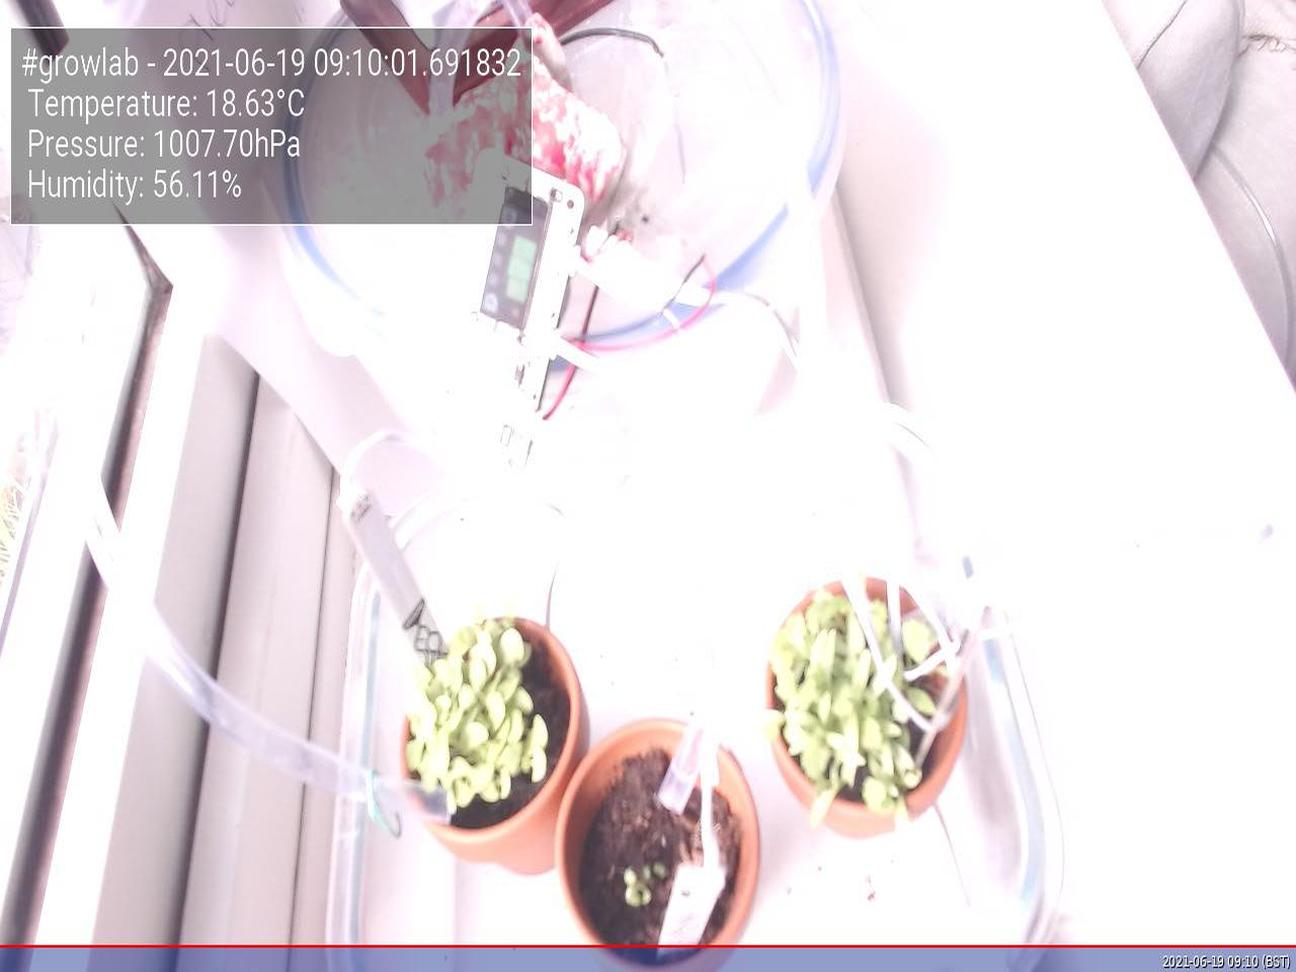 #growlab - 2021-06-19 09:10:01.691832
Temperature: 18.63°C
Pressure: 1007.70hPa
Humidity: 56.11%
2021-06-19 09:10 (BST)